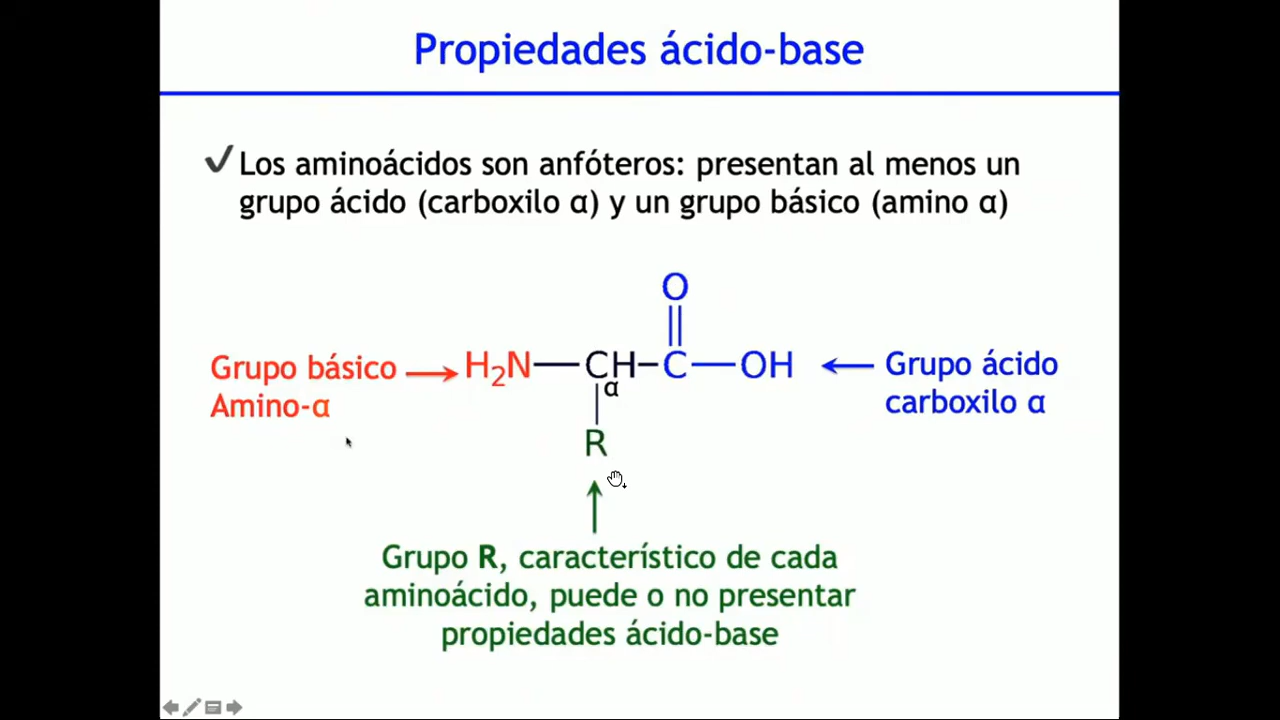 Propiedades ácido-base
✓Los aminoácidos son anfóteros: presentan al menos un
grupo ácido (carboxilo α) y un grupo básico (amino α)
O
Grupo básico
H₂N—CH–C—OH
Grupo ácido
α
Amino-α
carboxilo α
R
Grupo R, característico de cada
aminoácido, puede o no presentar
propiedades ácido-base